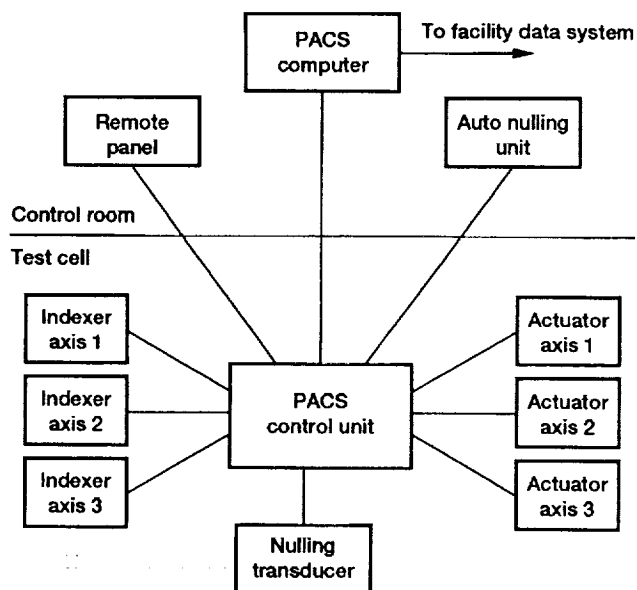 To facility data system
PACS
computer
Remote
panel
Auto nulling
unit
Control room
Test cell
Indexer
axis 1
Actuator
axis 1
Indexer
axis 2
PACS
control unit
Actuator
axis 2
Indexer
axis 3
Actuator
axis 3
Nulling
transducer